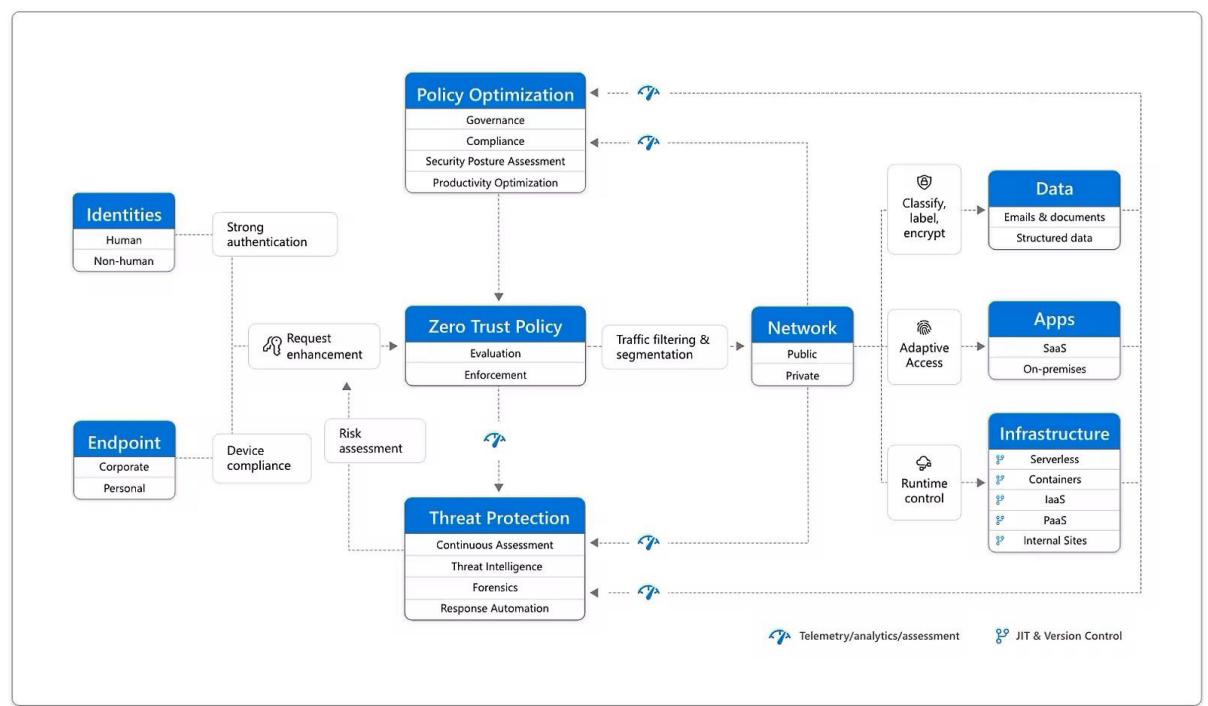 Policy Optimization
Governance
Compliance
Security Posture Assessment
Productivity Optimization
Identities
Human
Non-human
Strong
authentication
Request
enhancement
Endpoint
Corporate
Personal
Device
compliance
Risk
assessment
Zero Trust Policy
Evaluation
Enforcement
Threat Protection
Continuous Assessment
Threat Intelligence
Forensics
Response Automation
Traffic filtering &
segmentation
Network
Public
Private
Classify,
label,
encrypt
Data
Emails & documents
Structured data
Adaptive
Access
Apps
SaaS
On-premises
Runtime
control
Infrastructure
Serverless
Containers
IaaS
PaaS
Internal Sites
Telemetry/analytics/assessment
JIT & Version Control